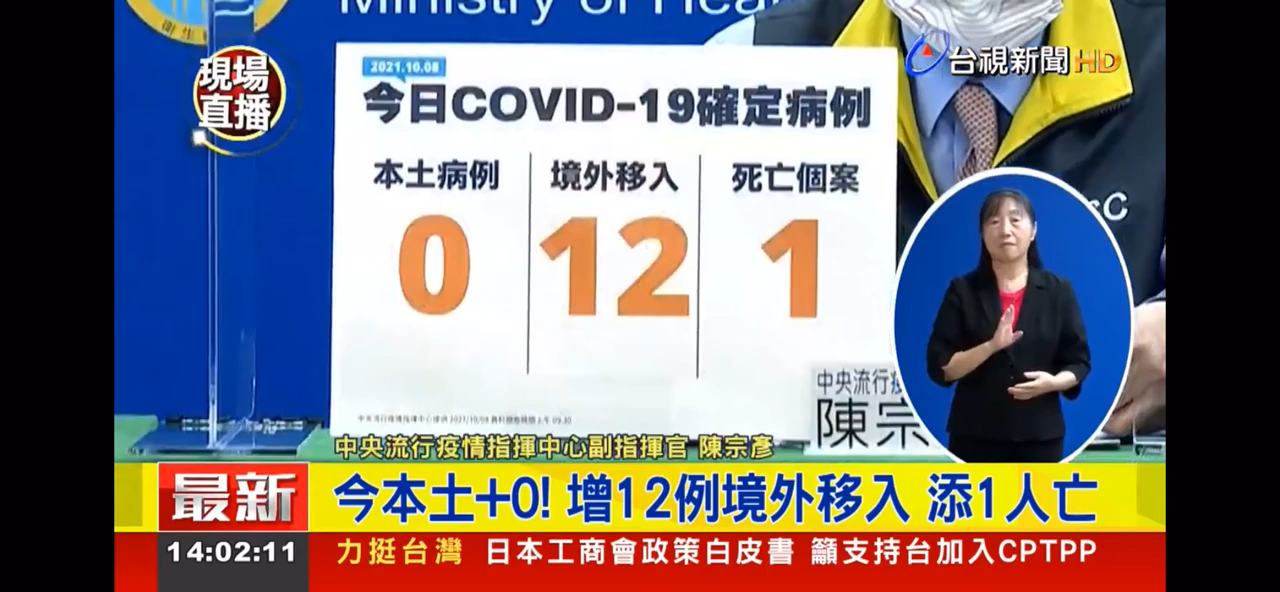 Ministry of Heal
現場
直播
台視新聞HD
2021.10.08
今日COVID-19確定病例
本土病例 境外移入 死亡個案
0 12 1
中央流行疫
陳宗
中央流行疫情指揮中心副指揮官 陳宗彥
最新 今本土+0! 增12例境外移入 添1人亡
14:02:11 力挺台灣 日本工商會政策白皮書 籲支持台加入CPTPP